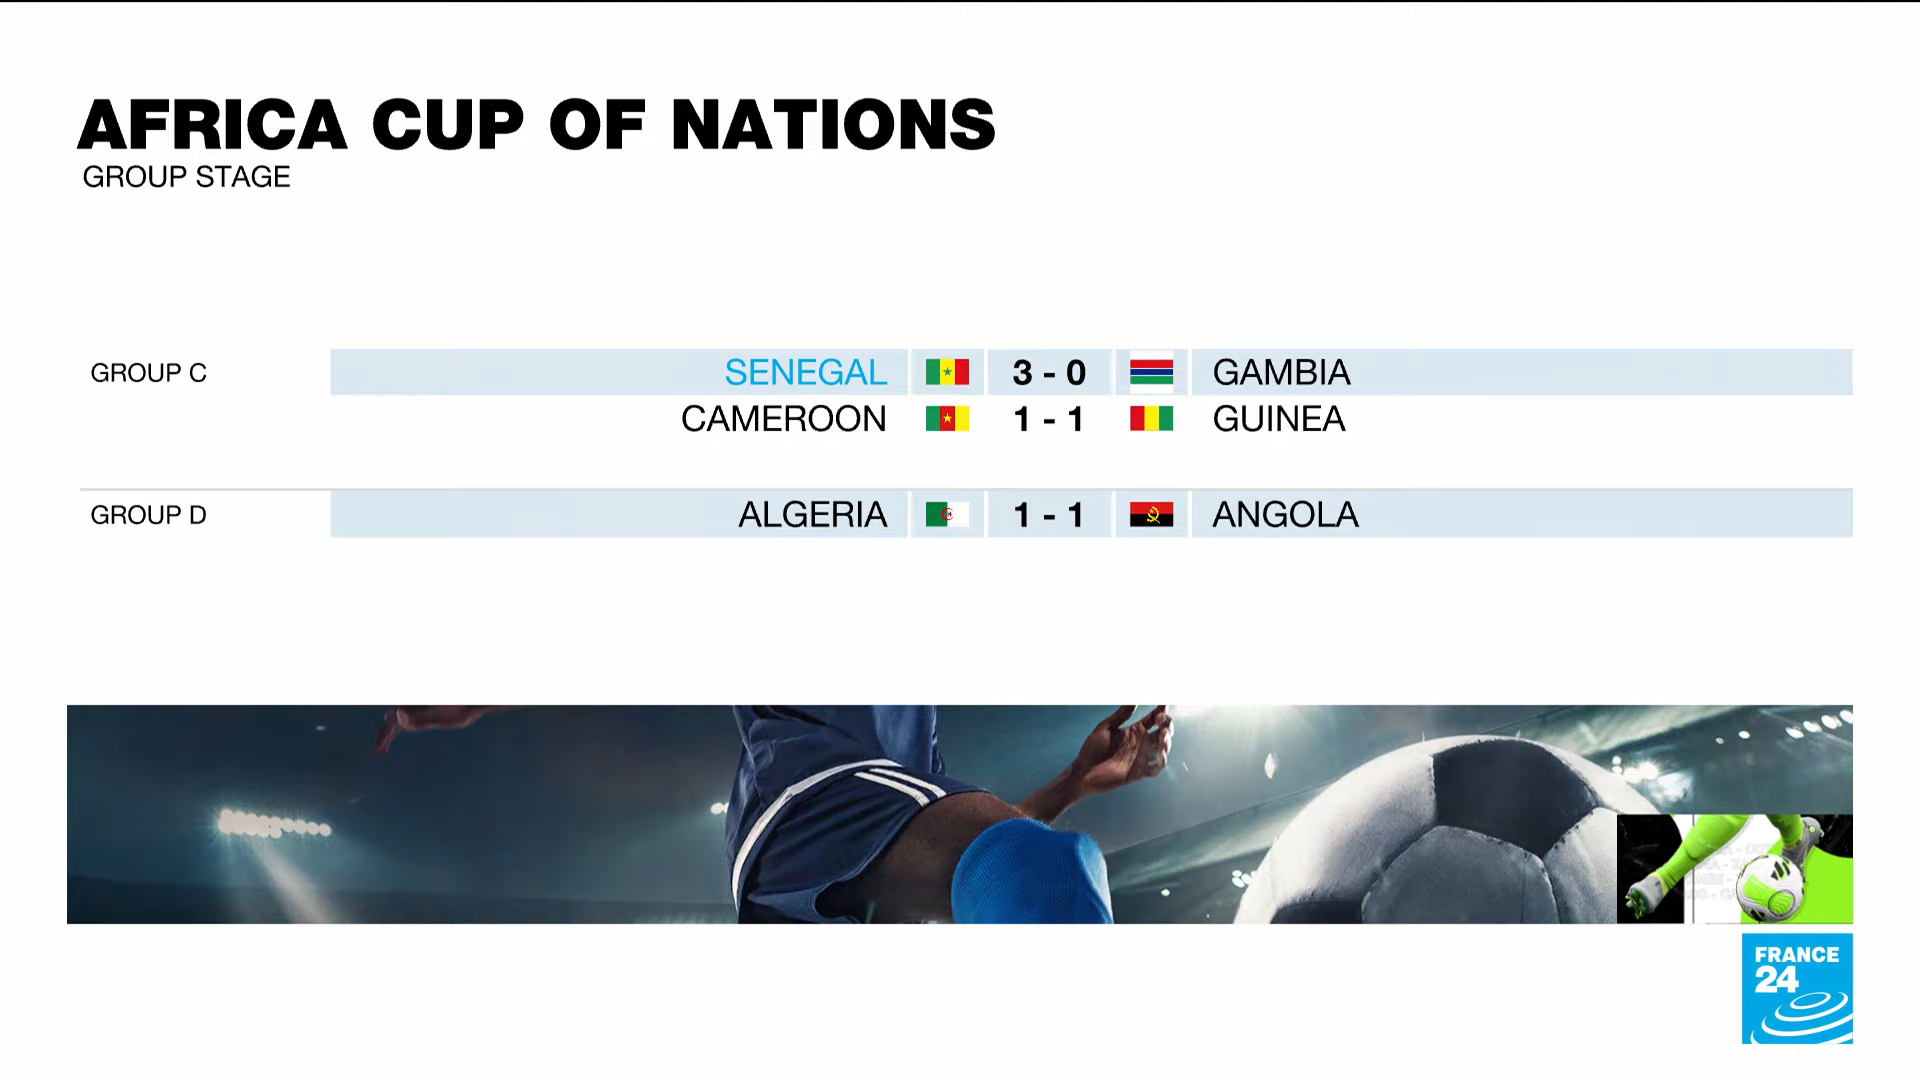 AFRICA CUP OF NATIONS
GROUP STAGE
GROUP C SENEGAL 3 - 0 GAMBIA
CAMEROON 1 - 1 GUINEA
GROUP D ALGERIA 1 - 1 ANGOLA
FRANCE
24